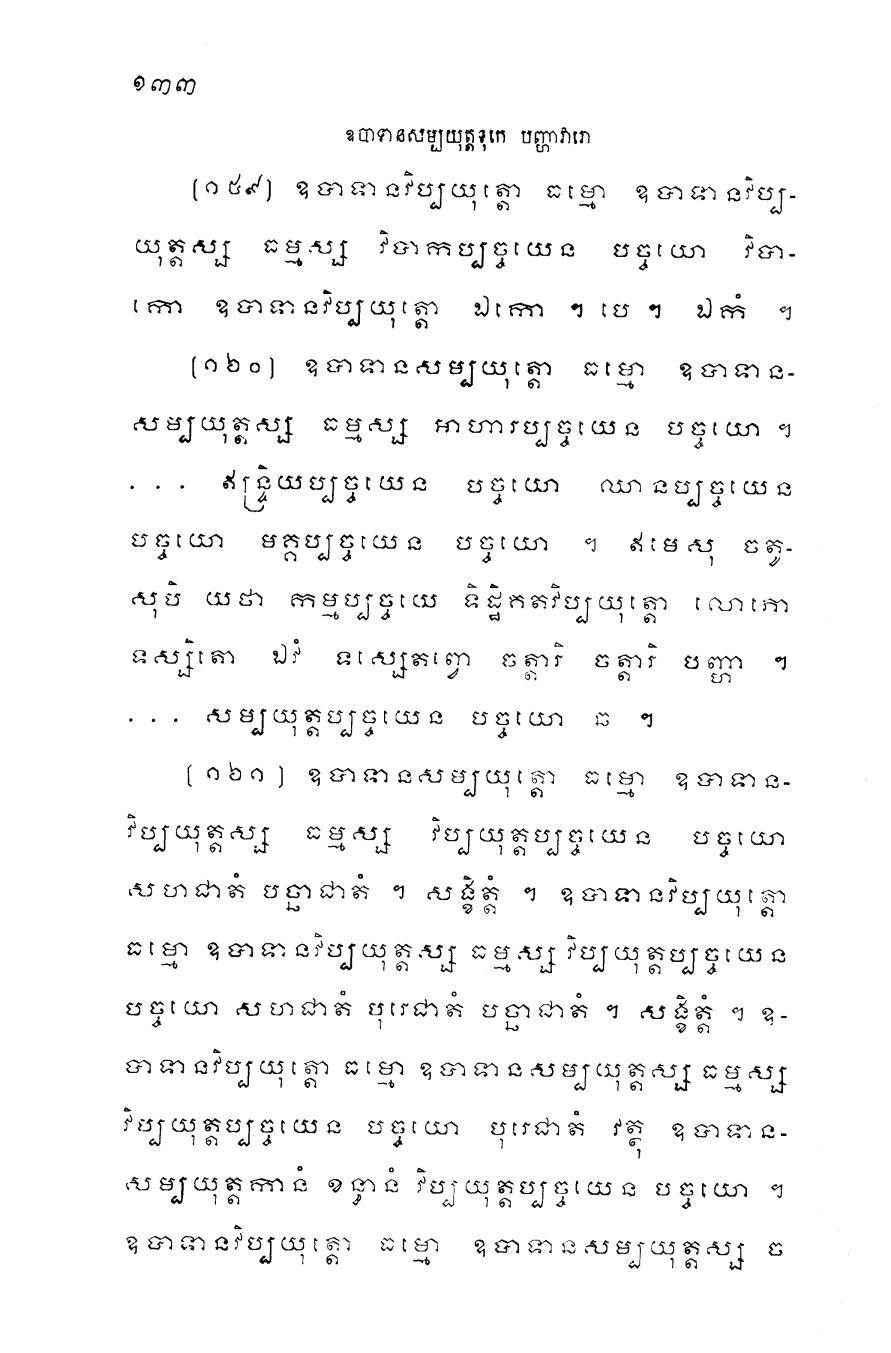 ១៣៣
ឧបាទានសម្បយុត្តទុកេ បញ្ហាវារោ
(១៥៩) ឧបាទានវិប្បយុត្តោ ធម្មោ ឧបាទានវិប្ប-
យុត្តស្ស ធម្មស្ស វិបាកប្បច្ចយេន បច្ចយោ វិបា-
កោ ឧបាទានវិប្បយុត្តោ ឯកោ ។ បេ ។ ឯកំ ។
(១៦០) ឧបាទានសម្បយុត្តោ ធម្មោ ឧបាទាន-
សម្បយុត្តស្ស ធម្មស្ស អាហារប្បច្ចយេន បច្ចយោ ។
... ឥន្ទ្រិយប្បច្ចយេន បច្ចយោ ឈានប្បច្ចយេន
បច្ចយោ មគ្គប្បច្ចយេន បច្ចយោ ។ ឥមេសុ ចតូ-
សុបិ យថា កម្មប្បច្ចយេ ទិដ្ឋិកតវិប្បយុត្តោ លោភោ
ទស្សិតោ ឯវំ ទស្សេតព្វោ ចត្តារិ ចត្តារិ បញ្ហា ។
... សម្បយុត្តប្បច្ចយេន បច្ចយោ ឆ ។
(១៦១) ឧបាទានសម្បយុត្តោ ធម្មោ ឧបាទាន-
វិប្បយុត្តស្ស ធម្មស្ស វិប្បយុត្តប្បច្ចយេន បច្ចយោ
សហជាតំ បច្ឆាជាតំ ។ សង្ខិត្តំ ។ ឧបាទានវិប្បយុត្តោ
ធម្មោ ឧបាទានវិប្បយុត្តស្ស ធម្មស្ស វិប្បយុត្តប្បច្ចយេន
បច្ចយោ សហជាតំ បុរេជាតំ បច្ឆាជាតំ ។ សង្ខិត្តំ ។ ឧ-
បាទានវិប្បយុត្តោ ធម្មោ ឧបាទានសម្បយុត្តស្ស ធម្មស្ស
វិប្បយុត្តប្បច្ចយេន បច្ចយោ បុរេជាតំ វត្ថុ ឧបាទាន-
សម្បយុត្តកានំ ខន្ធានំ វិប្បយុត្តប្បច្ចយេន បច្ចយោ ។
ឧបាទានវិប្បយុត្តោ ធម្មោ ឧបាទានសម្បយុត្តស្ស ច